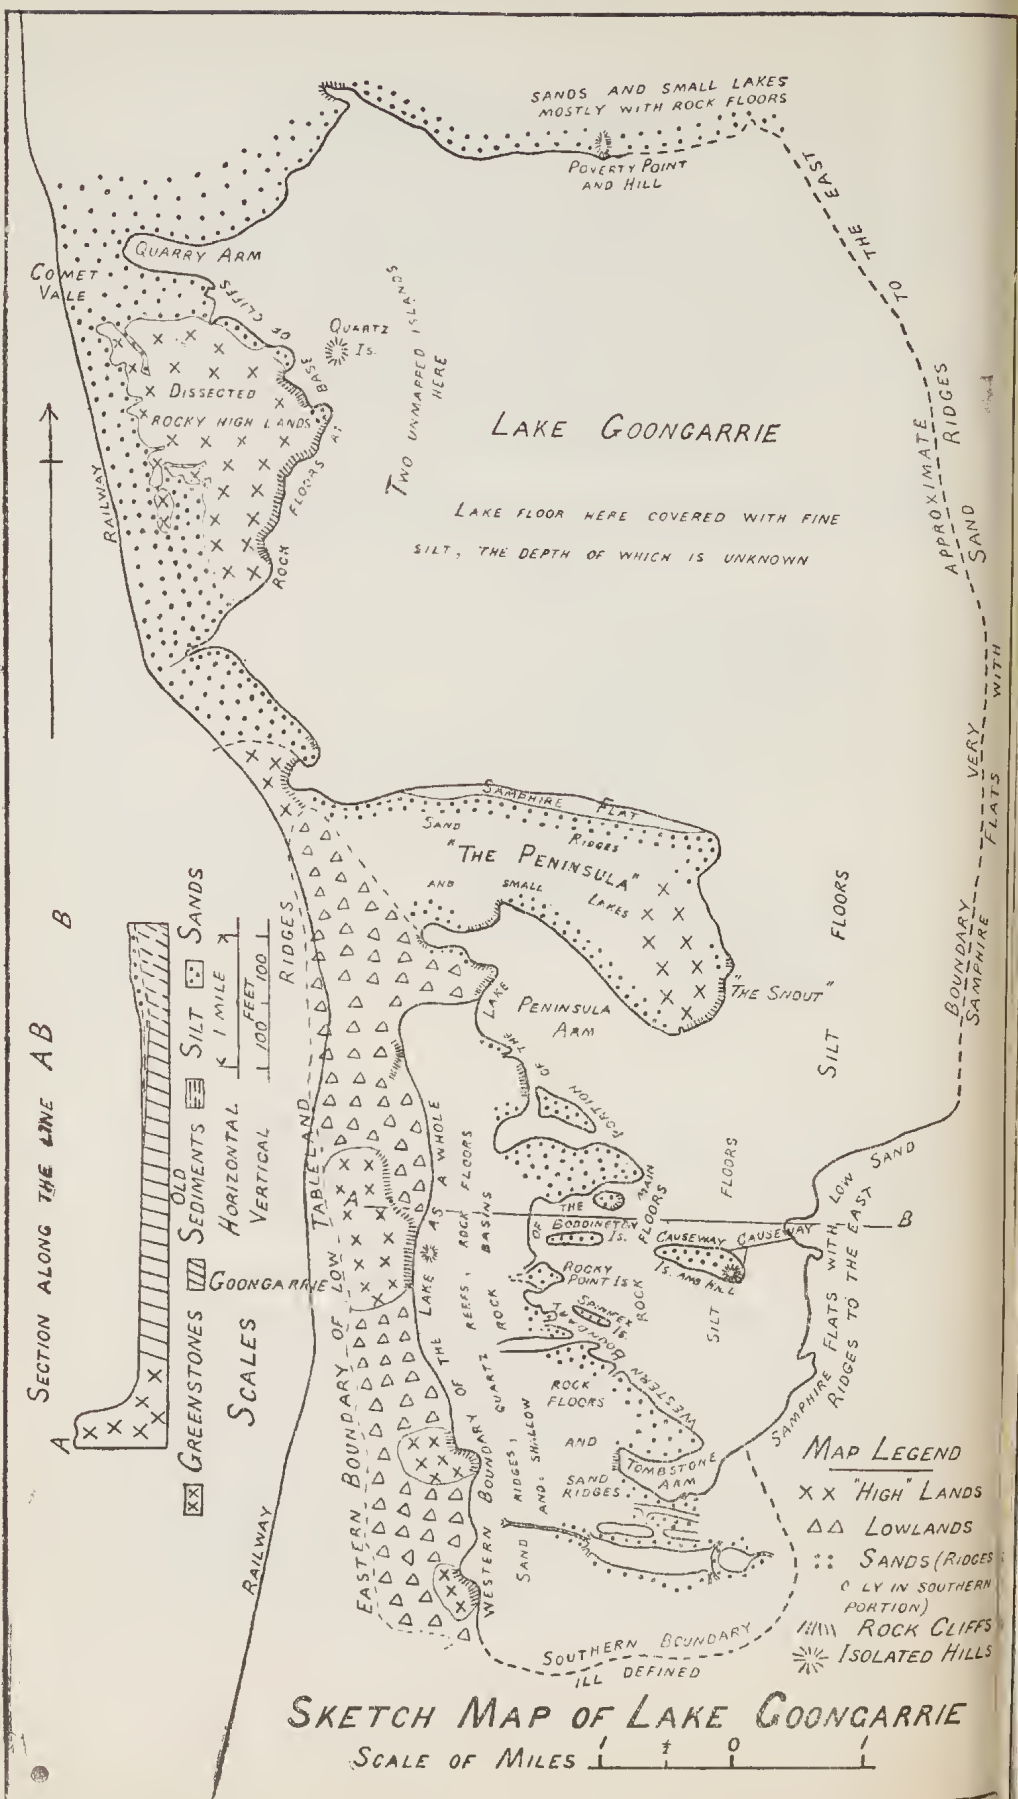 SANDS AND SMALL LAKES
MOSTLY WITH ROCK FLOORS
POVERTY POINT
AND HILL
TO THE EAST
QUARRY ARM
COMET
VALE
ROCK FLOORS AT BASE OF CLIFFS
QUARTZ
IS.
TWO UNMAPPED ISLANDS
HERE
DISSECTED
ROCKY HIGH LANDS
LAKE GOONGARRIE
RAILWAY
LAKE FLOOR HERE COVERED WITH FINE
SILT, THE DEPTH OF WHICH IS UNKNOWN
APPROXIMATE
SAND RIDGES
BOUNDARY VERY
SAMPHIRE FLATS WITH
SAMPHIRE FLAT
SAND RIDGES
"THE PENINSULA"
AND SMALL LAKES
"THE SNOUT"
PENINSULA
ARM
SILT FLOORS
SECTION ALONG THE LINE AB
A
B
GREENSTONES
OLD
SEDIMENTS
SILT
SANDS
SCALES
HORIZONTAL
1 MILE
VERTICAL
FEET
100
100
GOONGARRIE
EASTERN BOUNDARY OF LOW TABLELAND RIDGES
WESTERN BOUNDARY OF THE LAKE AS A WHOLE
SAND RIDGES, QUARTZ REEFS, ROCK FLOORS
AND SHALLOW ROCK BASINS
WESTERN BOUNDARY OF THE MAIN PORTION OF THE LAKE
A
B
BODDINGTON
IS.
CAUSEWAY
IS. AND HILL
CAUSEWAY
ROCKY
POINT IS
SPINIFEX
IS.
ROCK FLOORS
SILT FLOORS
SAND
SAMPHIRE FLATS WITH LOW
RIDGES TO THE EAST
ROCK
FLOORS
AND
SAND
RIDGES
TOMBSTONE
ARM
RAILWAY
SOUTHERN BOUNDARY
ILL DEFINED
MAP LEGEND
XX "HIGH" LANDS
△△ LOWLANDS
SANDS (RIDGES
LY IN SOUTHERN
PORTION)
ROCK CLIFFS
ISOLATED HILLS
SKETCH MAP OF LAKE GOONGARRIE
SCALE OF MILES
1 ½ 0 1